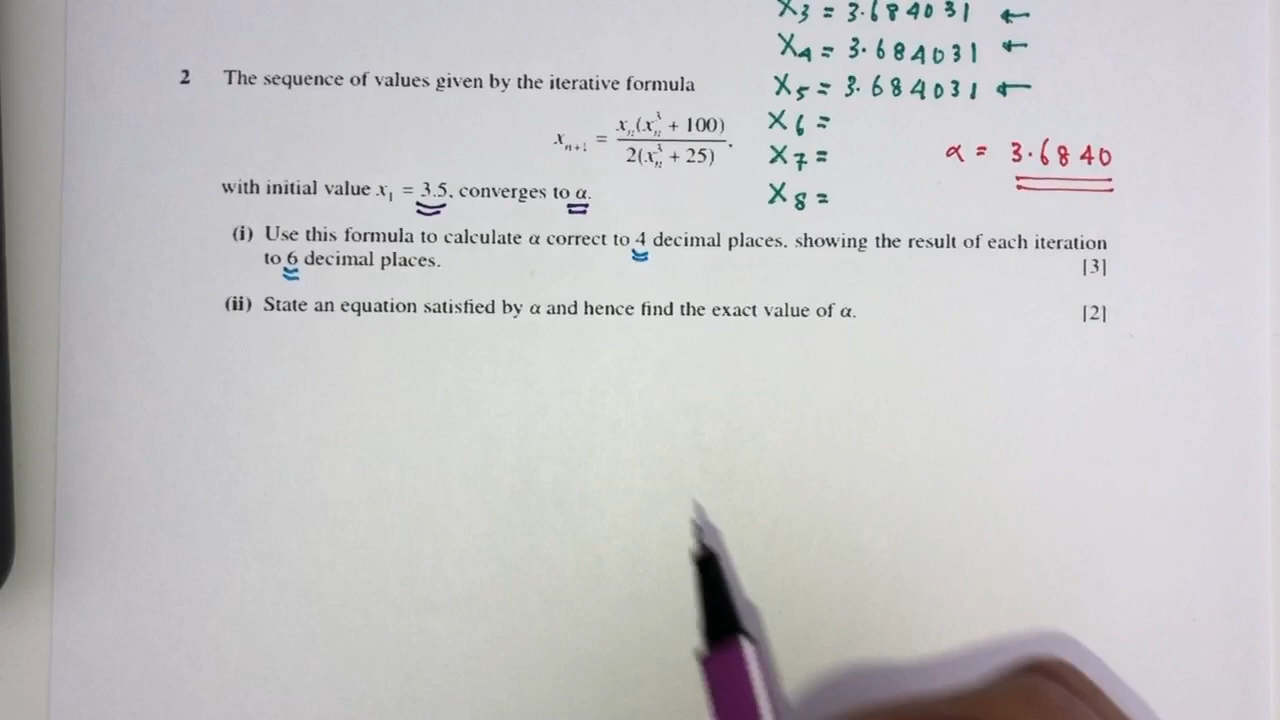 x3 = 3.684031 ←
x4 = 3.684031 ←
2 The sequence of values given by the iterative formula
x5 = 3.684031 ←
xₙ₊₁ = xₙ(xₙ³ + 100) / 2(xₙ³ + 25),
x6 =
x7 =
α = 3.6840
with initial value x₁ = 3.5, converges to α.
x8 =
(i) Use this formula to calculate α correct to 4 decimal places, showing the result of each iteration
to 6 decimal places. [3]
(ii) State an equation satisfied by α and hence find the exact value of α. [2]